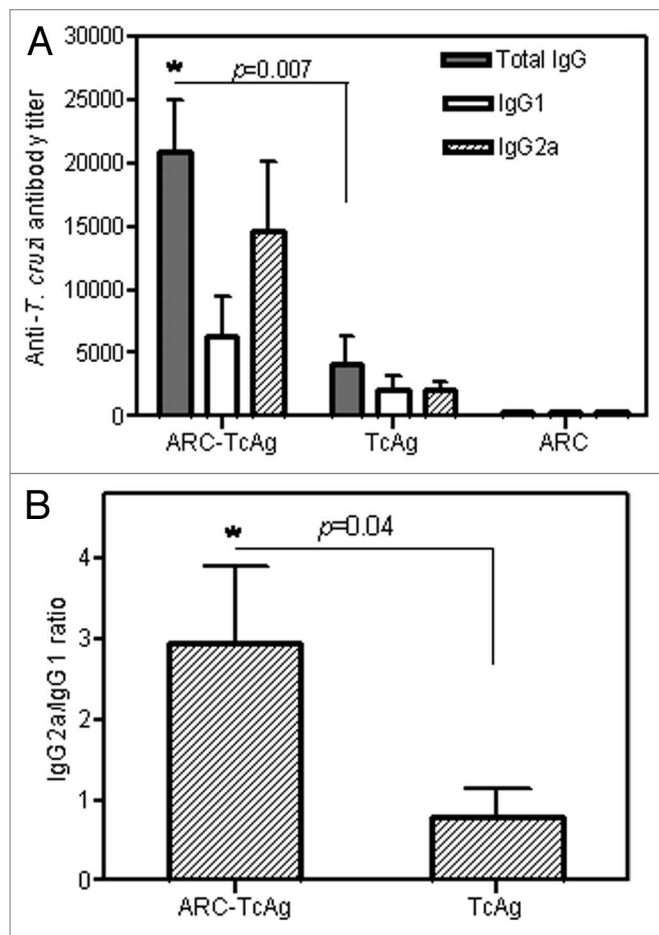 A
30000
25000
20000
15000
10000
5000
0
Anti-T. cruzi antibody titer
*
p=0.007
Total IgG
IgG1
IgG2a
ARC-TcAg TcAg ARC
B
4
3
2
1
0
IgG2a/IgG1 ratio
*
p=0.04
ARC-TcAg TcAg